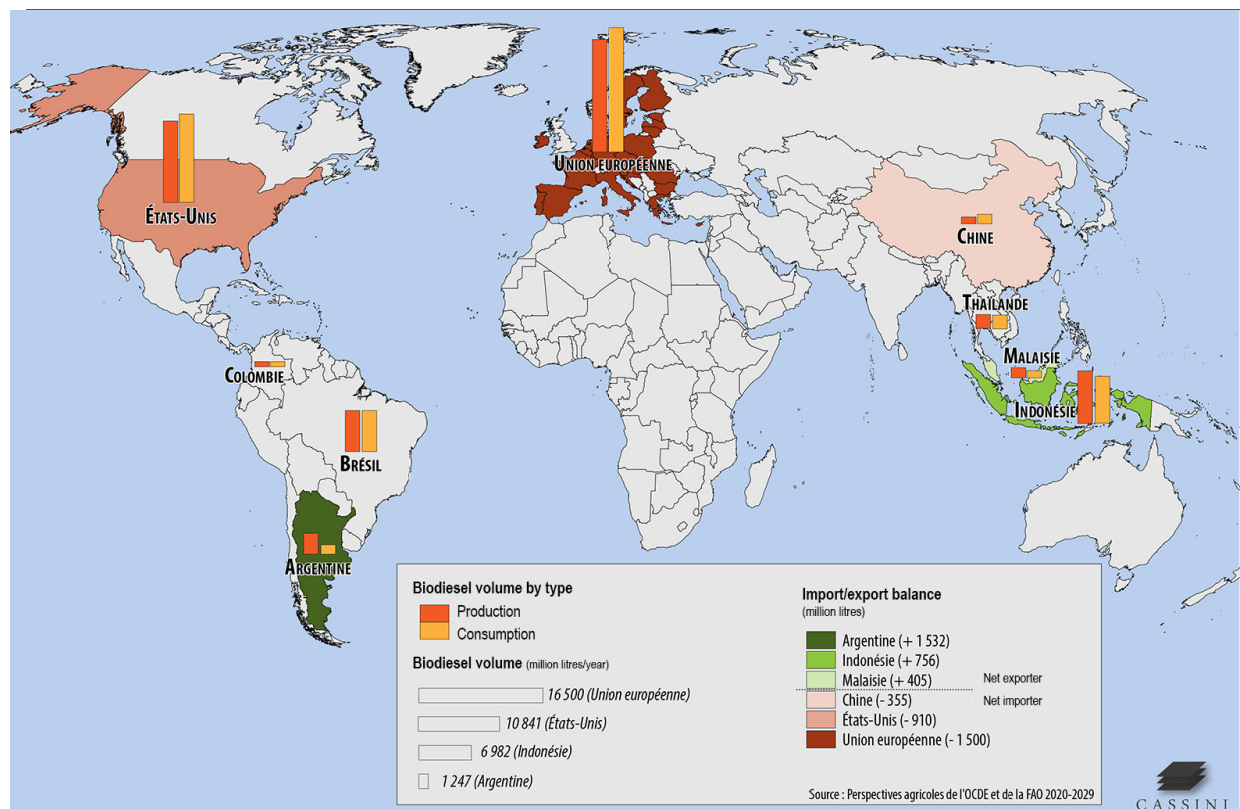 États-Unis
Union européenne
Chine
Thaïlande
Malaisie
Indonésie
Colombie
Brésil
Argentine
Biodiesel volume by type
Production
Consumption
Biodiesel volume (million litres/year)
16 500 (Union européenne)
10 841 (États-Unis)
6 982 (Indonésie)
1 247 (Argentine)
Import/export balance
(million litres)
Argentine (+ 1 532)
Indonésie (+ 756)
Malaisie (+ 405)
Net exporter
Chine (- 355)
Net importer
États-Unis (- 910)
Union européenne (- 1 500)
Source : Perspectives agricoles de l'OCDE et de la FAO 2020-2029
CASSINI